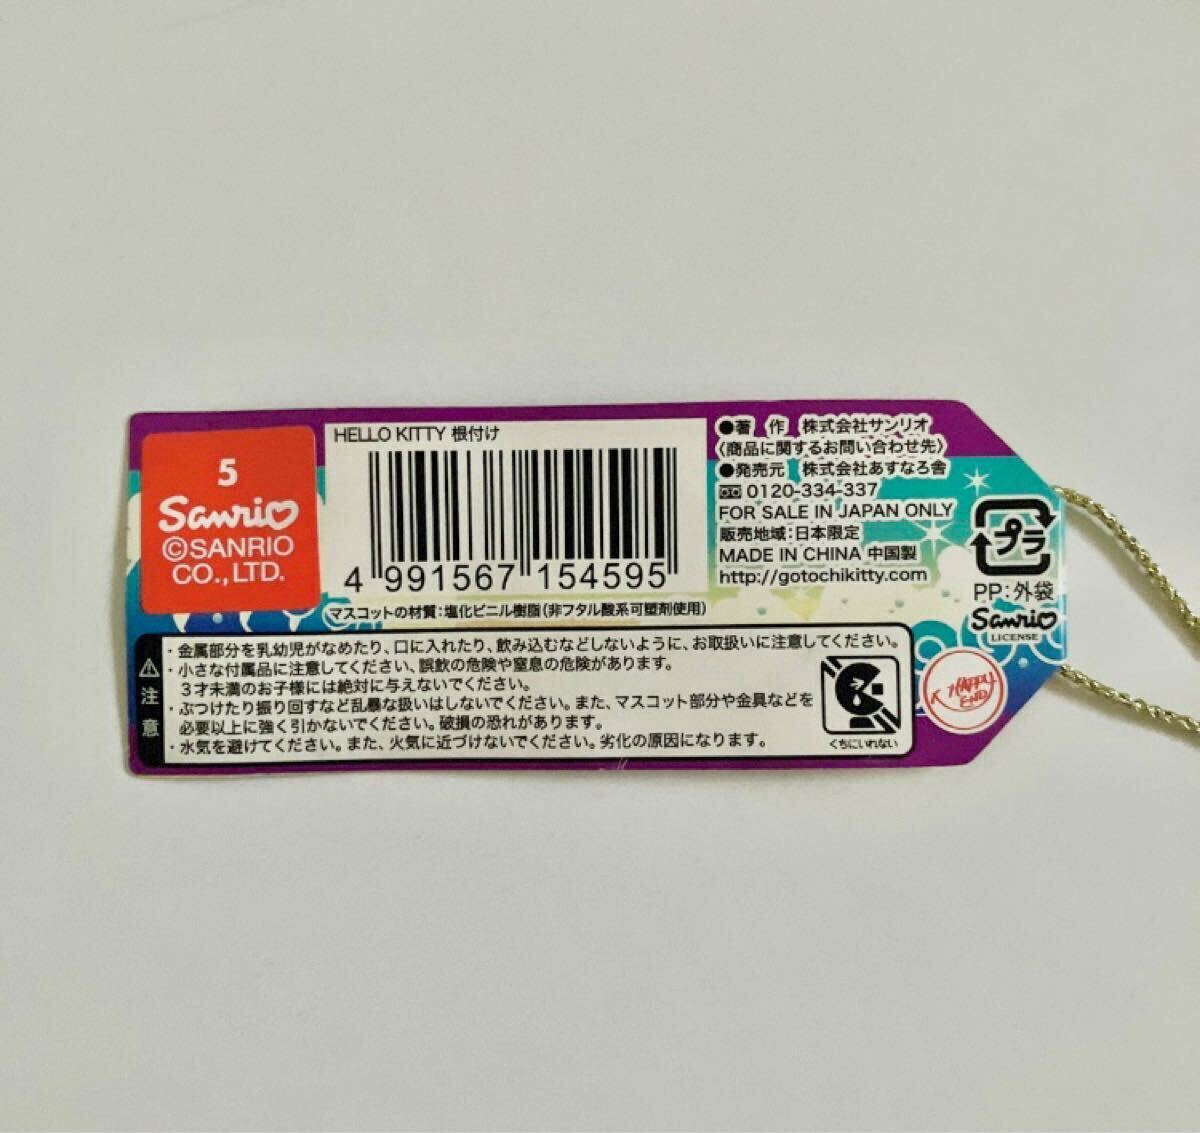 5
Sanrio
©SANRIO
CO.,LTD.
HELLO KITTY 根付け
4 991567 154595
マスコットの材質：塩化ビニル樹脂（非フタル酸系可塑剤使用）
●著　作　株式会社サンリオ
〈商品に関するお問い合わせ先〉
●発売元　株式会社あすなろ舎
0120-334-337
FOR SALE IN JAPAN ONLY
販売地域：日本限定
MADE IN CHINA 中国製
http://gotochikitty.com
プラ
PP：外袋
Sanrio
LICENSE
HAPPY
END
注意
・金属部分を乳幼児がなめたり、口に入れたり、飲み込むなどしないように、お取扱いに注意してください。
・小さな付属品に注意してください、誤飲の危険や窒息の危険があります。
３才未満のお子様には絶対に与えないでください。
・ぶつけたり振り回すなど乱暴な扱いはしないでください。また、マスコット部分や金具などを
必要以上に強く引かないでください。破損の恐れがあります。
・水気を避けてください。また、火気に近づけないでください。劣化の原因になります。
くちにいれない